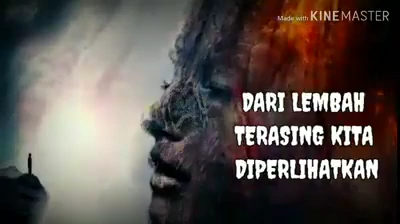 Made with KINEMASTER
DARI LEMBAH
TERASING KITA
DIPERLIHATKAN